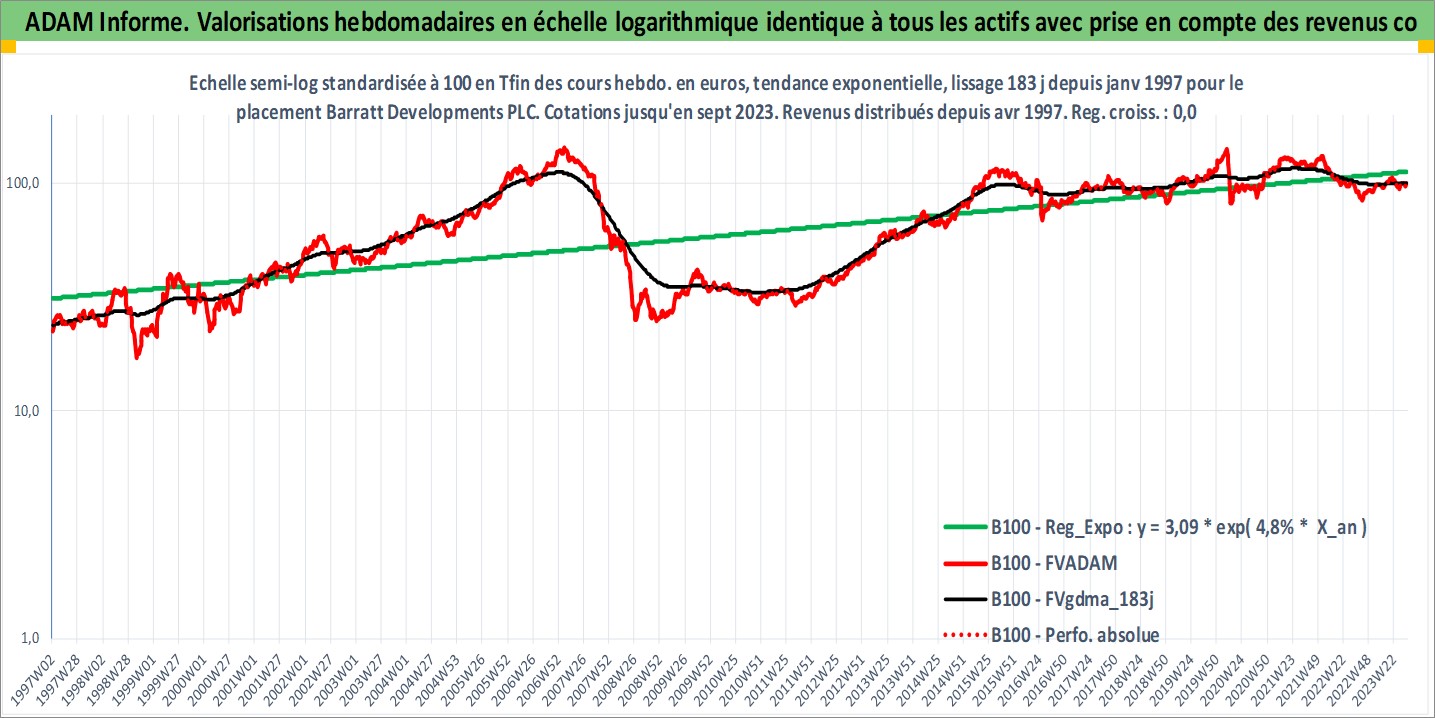 ADAM Informe. Valorisations hebdomadaires en échelle logarithmique identique à tous les actifs avec prise en compte des revenus co
Echelle semi-log standardisée à 100 en Tfin des cours hebdo. en euros, tendance exponentielle, lissage 183 j depuis janv 1997 pour le
placement Barratt Developments PLC. Cotations jusqu'en sept 2023. Revenus distribués depuis avr 1997. Reg. croiss. : 0,0
100,0
10,0
1,0
B100 - Reg_Expo : y = 3,09 * exp( 4,8% * X_an )
B100 - FVADAM
B100 - FVgdma_183j
B100 - Perfo. absolue
1997W02
1997W28
1998W02
1998W28
1999W01
1999W27
2000W01
2000W27
2001W01
2001W27
2002W01
2002W27
2003W01
2003W27
2004W01
2004W27
2004W53
2005W26
2005W52
2006W26
2006W52
2007W26
2007W52
2008W26
2008W52
2009W26
2009W52
2010W25
2010W51
2011W25
2011W51
2012W25
2012W51
2013W25
2013W51
2014W25
2014W51
2015W25
2015W51
2016W24
2016W50
2017W24
2017W50
2018W24
2018W50
2019W24
2019W50
2020W24
2020W50
2021W23
2021W49
2022W22
2022W48
2023W22